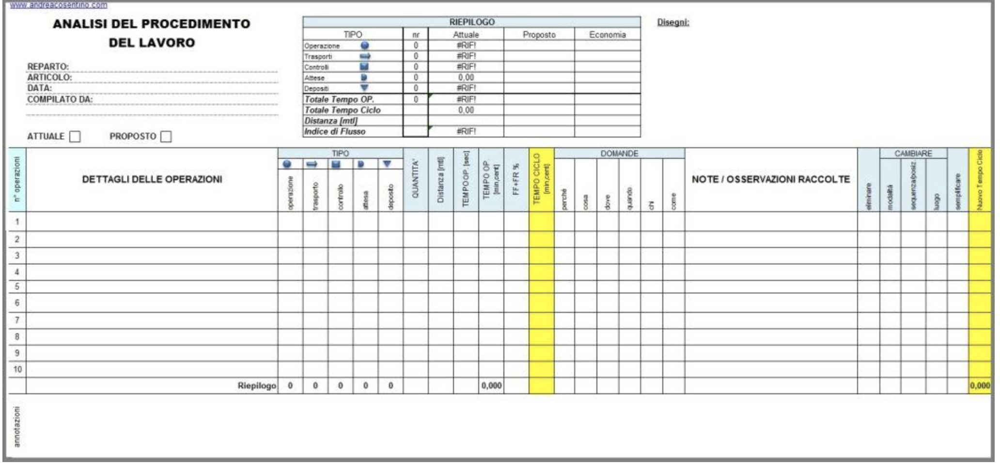 www.andreacosentino.com
ANALISI DEL PROCEDIMENTO
DEL LAVORO
REPARTO:
ARTICOLO:
DATA:
COMPILATO DA:
ATTUALE PROPOSTO
RIEPILOGO
TIPO nr Attuale Proposto Economia
Operazione 0 #RIF!
Trasporti 0 #RIF!
Controlli 0 #RIF!
Attese 0 0,00
Depositi 0 #RIF!
Totale Tempo OP. 0 #RIF!
Totale Tempo Ciclo 0,00
Distanza [mtl]
Indice di Flusso #RIF!
Disegni:
n° operazioni
DETTAGLI DELLE OPERAZIONI
TIPO
operazione
trasporto
controllo
attesa
deposito
QUANTITA'
Distanza [mtl]
TEMPO OP. [sec]
TEMPO OP.
[min,cent]
FF+FR %
TEMPO CICLO
[min,cent]
DOMANDE
perché
cosa
dove
quando
chi
come
NOTE / OSSERVAZIONI RACCOLTE
eliminare
CAMBIARE
modalità
sequenza/posiz.
luogo
semplificare
Nuovo Tempo Ciclo
1
2
3
4
5
6
7
8
9
10
Riepilogo 0 0 0 0 0 0,000 0,000
annotazioni